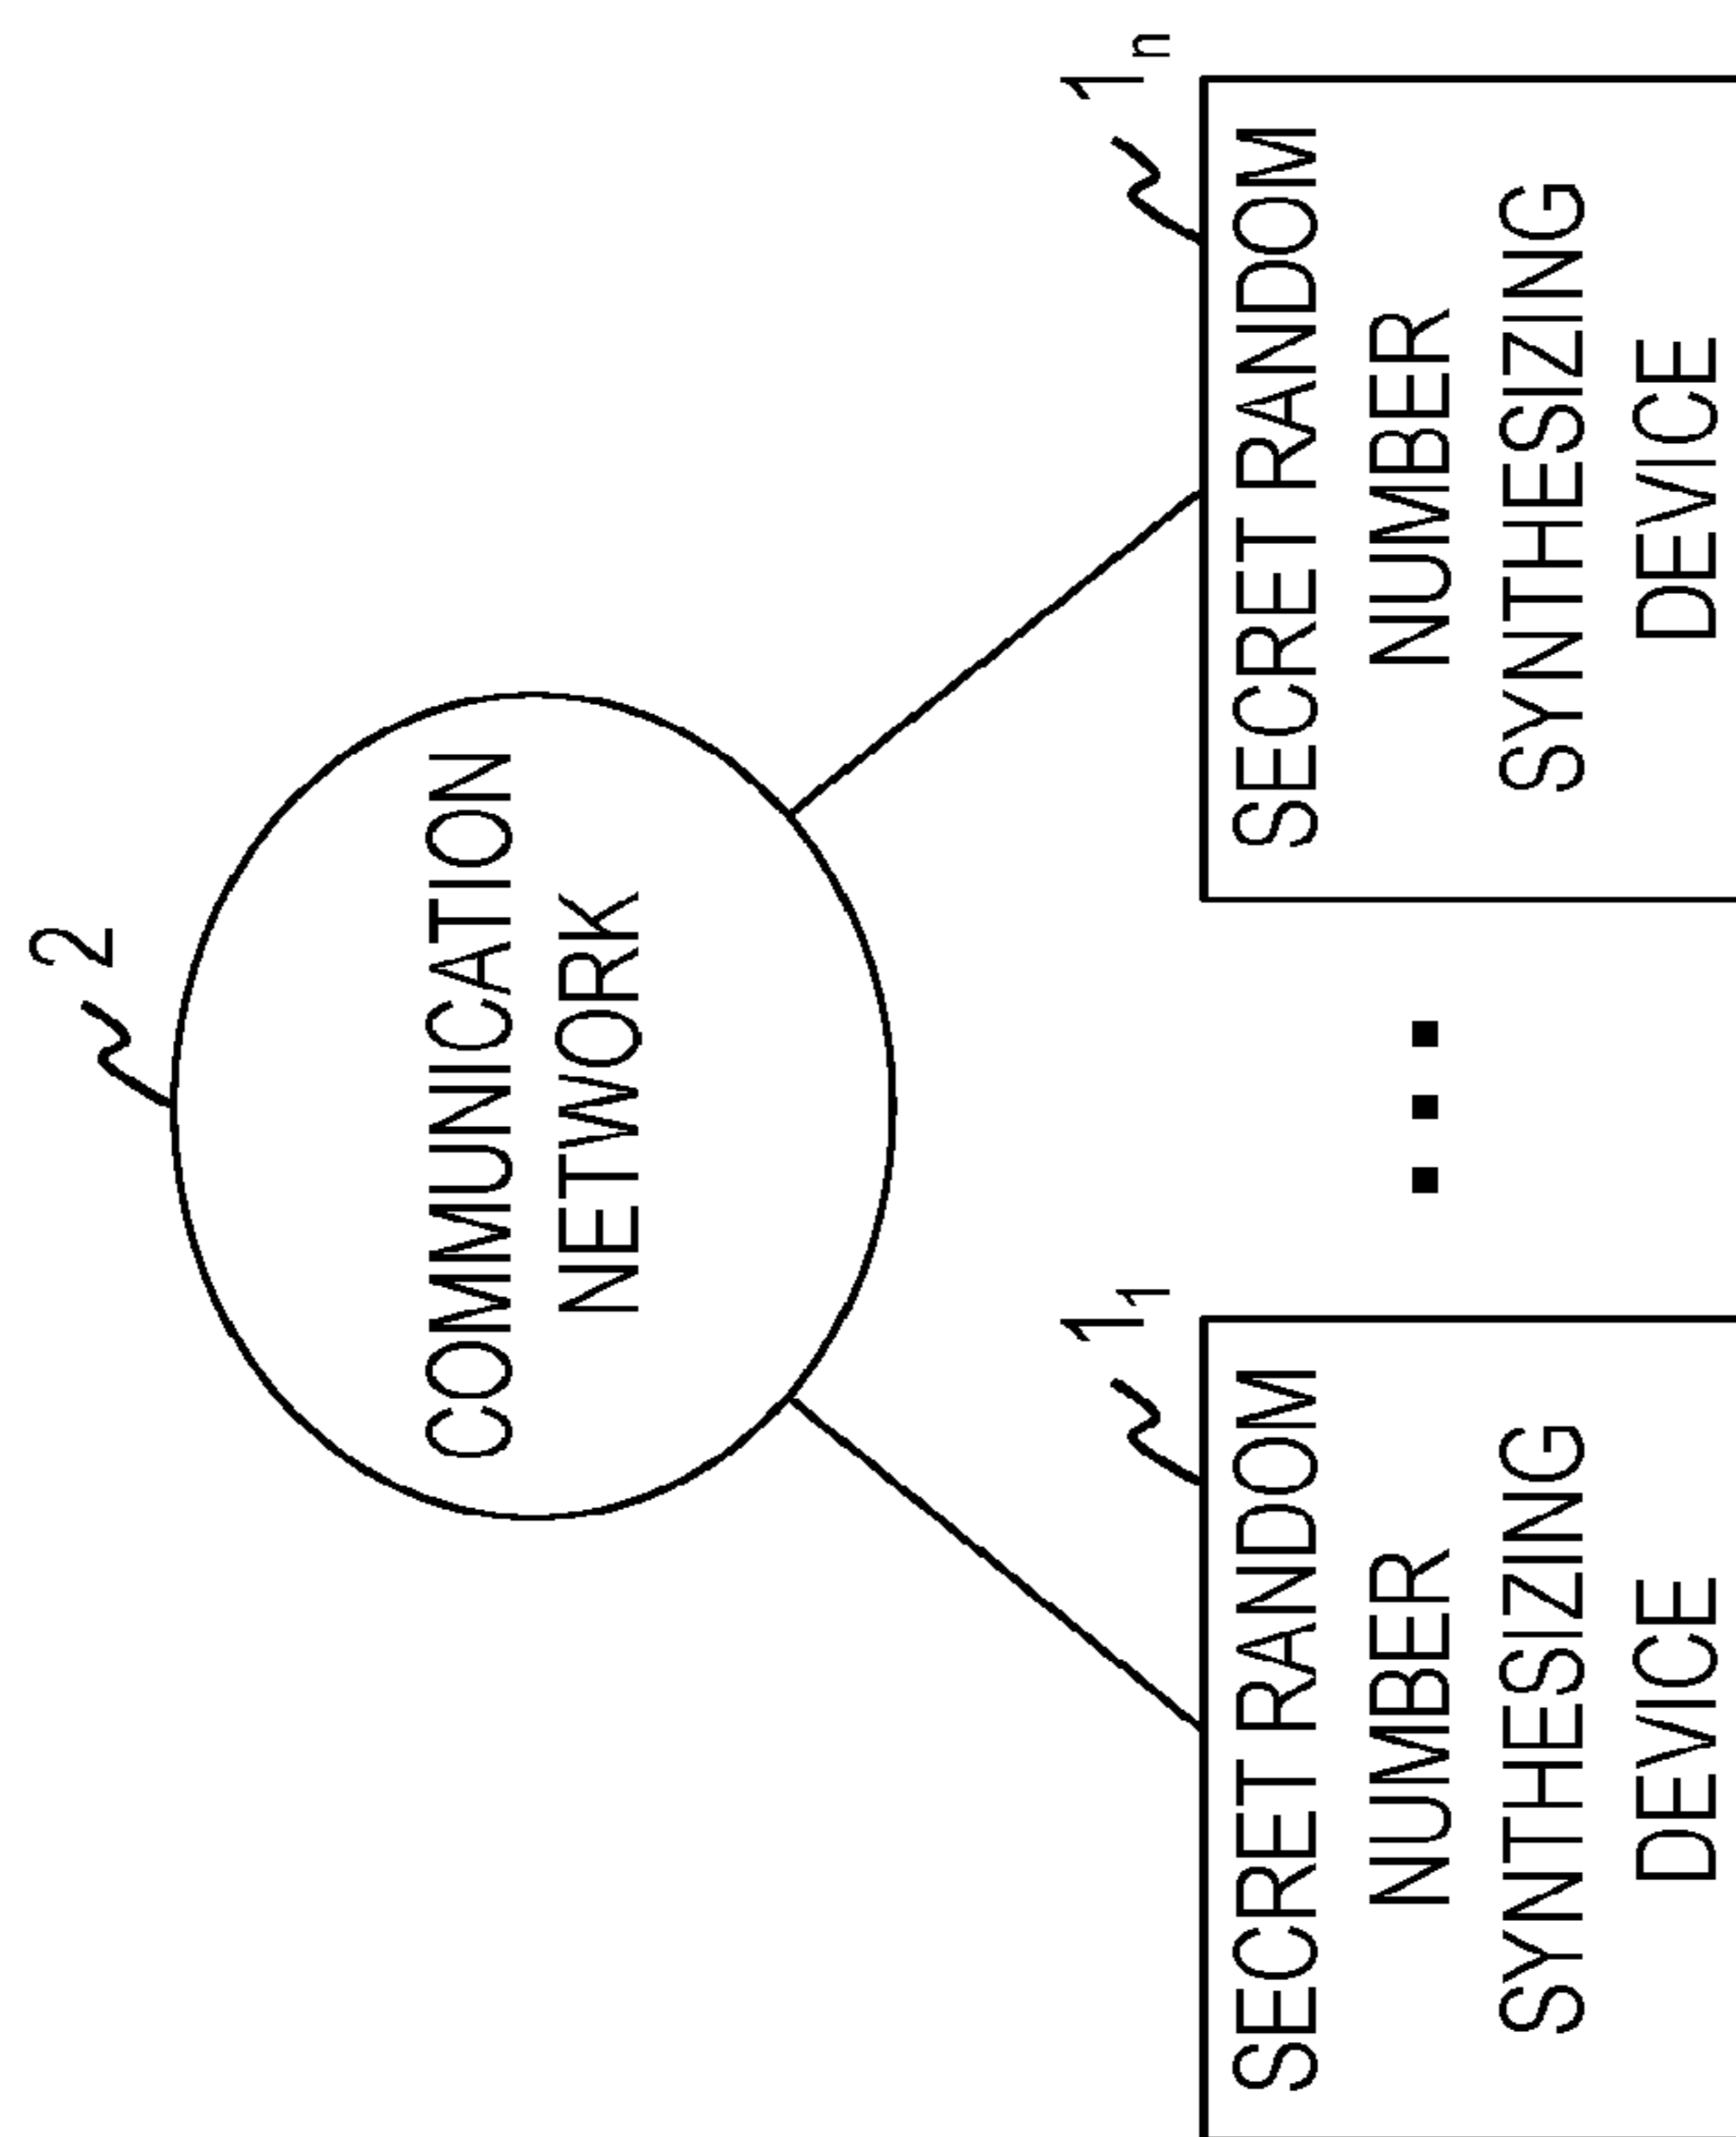 2
COMMUNICATION
NETWORK
1₁
SECRET RANDOM
NUMBER
SYNTHESIZING
DEVICE
...
1ₙ
SECRET RANDOM
NUMBER
SYNTHESIZING
DEVICE